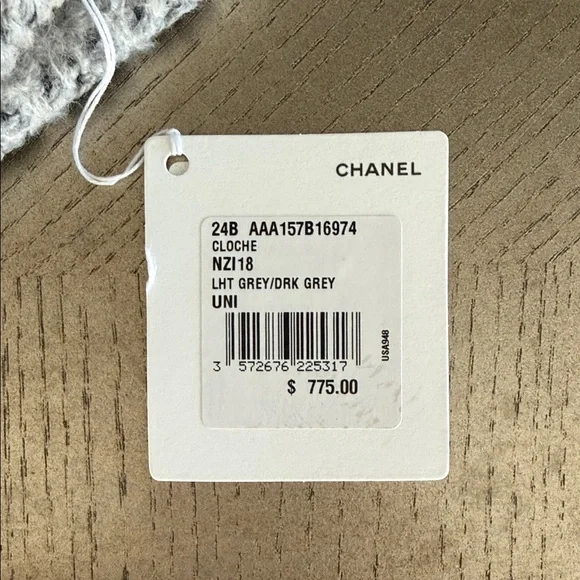 CHANEL
24B AAA157B16974
CLOCHE
NZI18
LHT GREY/DRK GREY
UNI
USA948
3 572676 225317
$ 775.00